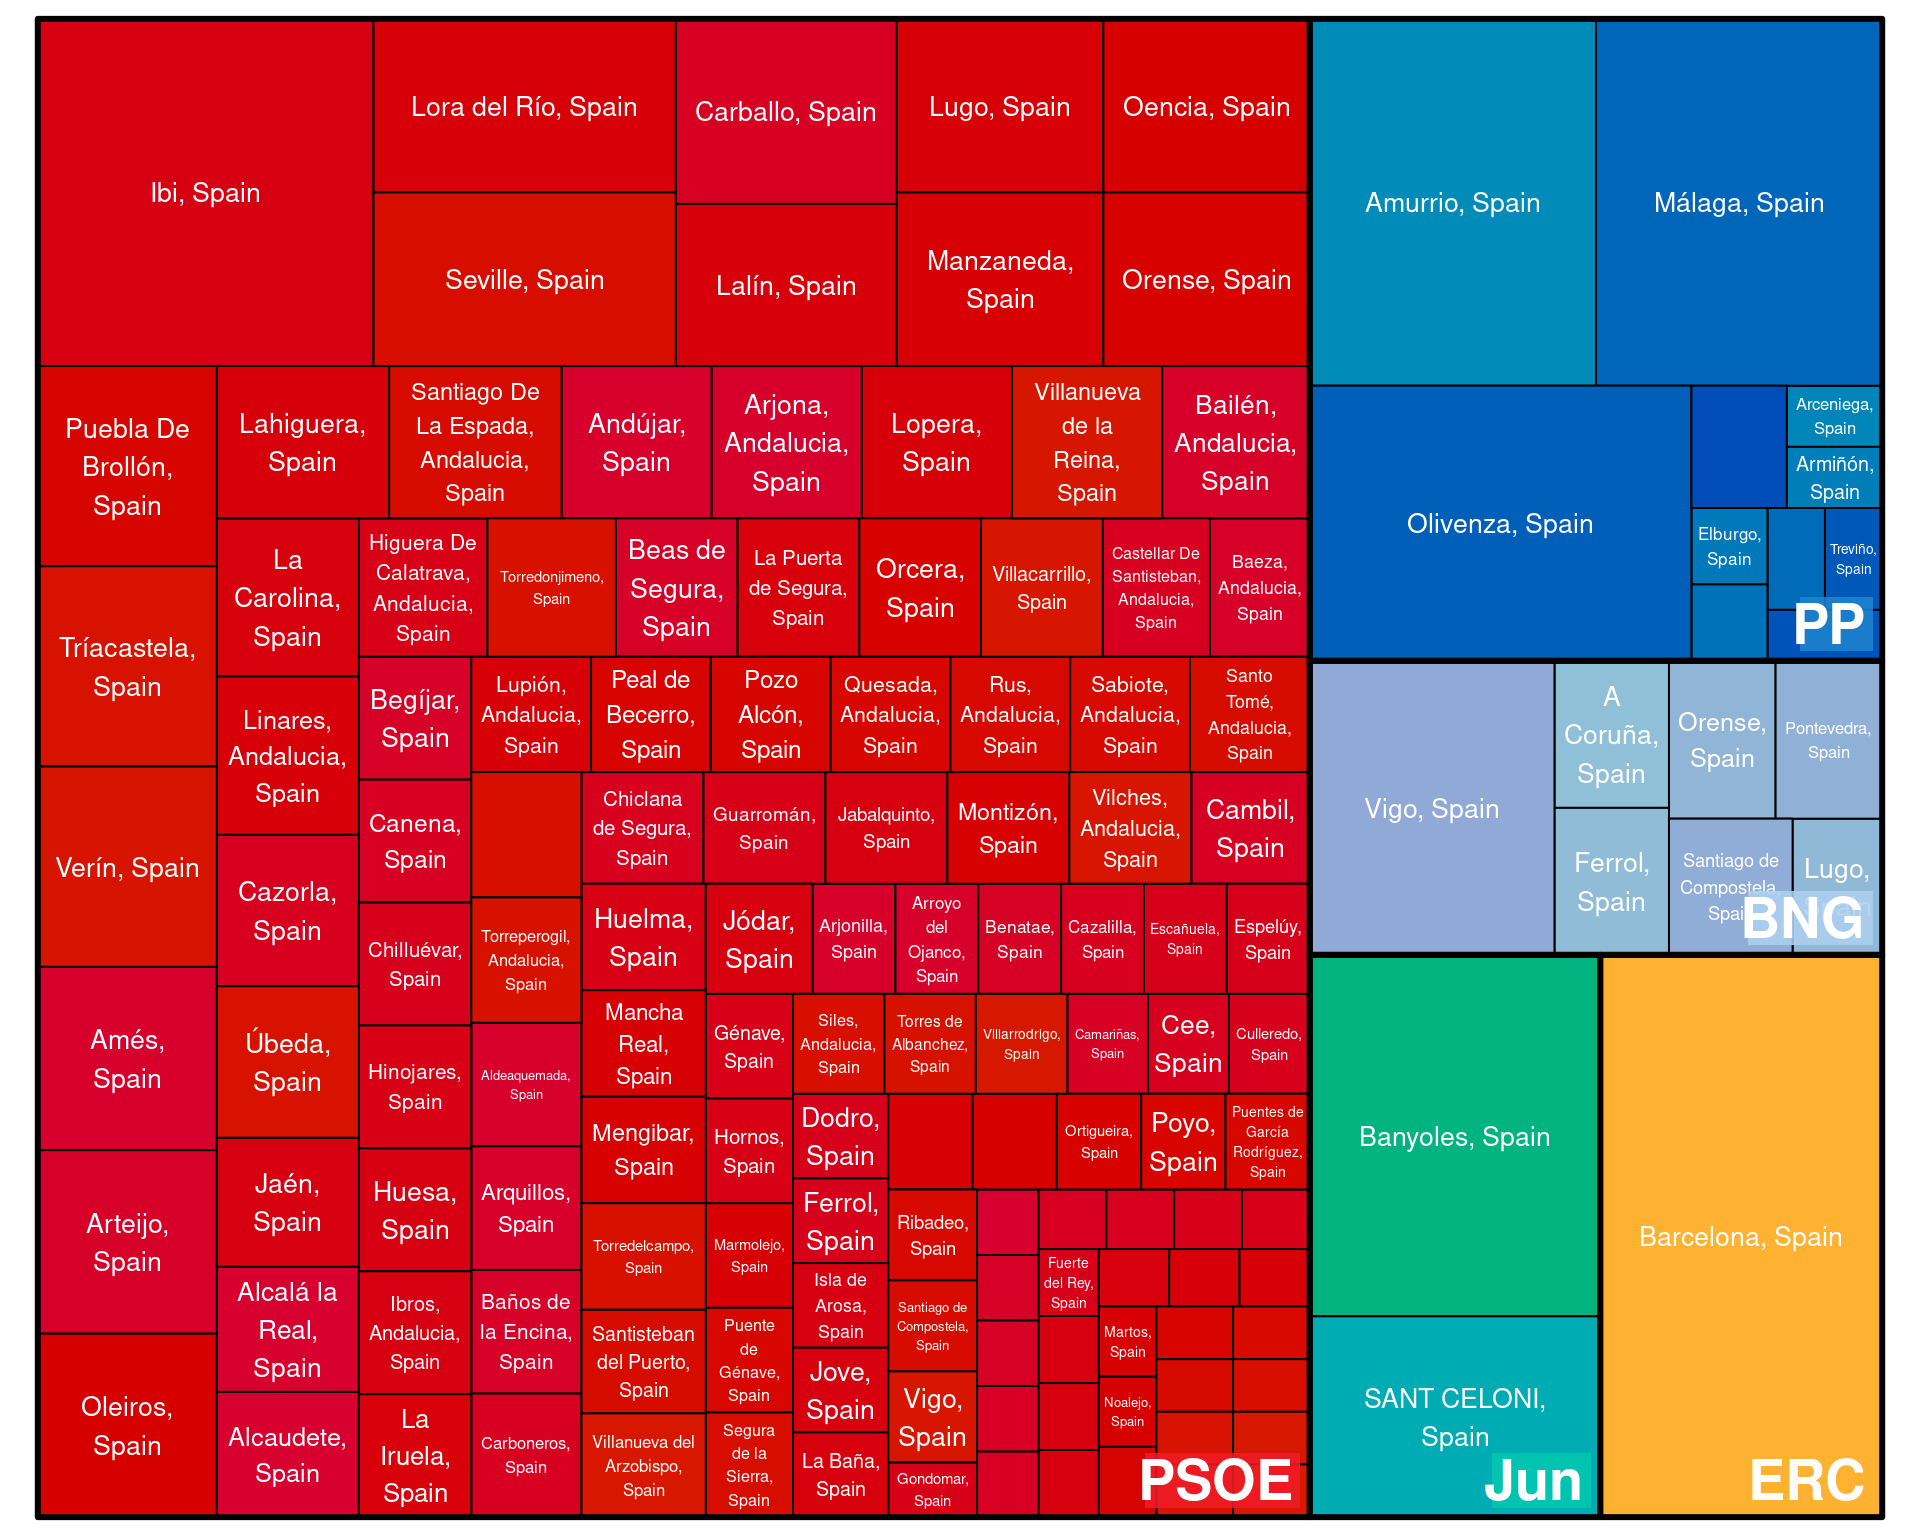 Ibi, Spain
Lora del Río, Spain
Seville, Spain
Carballo, Spain
Lalín, Spain
Lugo, Spain
Oencia, Spain
Manzaneda,
Spain
Orense, Spain
Puebla De
Brollón,
Spain
Tríacastela,
Spain
Verín, Spain
Amés,
Spain
Arteijo,
Spain
Oleiros,
Spain
Lahiguera,
Spain
Santiago De
La Espada,
Andalucia,
Spain
Andújar,
Spain
Arjona,
Andalucia,
Spain
Lopera,
Spain
Villanueva
de la
Reina,
Spain
Bailén,
Andalucia,
Spain
La
Carolina,
Spain
Linares,
Andalucia,
Spain
Cazorla,
Spain
Úbeda,
Spain
Jaén,
Spain
Alcalá la
Real,
Spain
Alcaudete,
Spain
Higuera De
Calatrava,
Andalucia,
Spain
Torredonjimeno,
Spain
Beas de
Segura,
Spain
La Puerta
de Segura,
Spain
Orcera,
Spain
Villacarrillo,
Spain
Castellar De
Santisteban,
Andalucia,
Spain
Baeza,
Andalucia,
Spain
Begíjar,
Spain
Canena,
Spain
Chilluévar,
Spain
Hinojares,
Spain
Huesa,
Spain
Ibros,
Andalucia,
Spain
La
Iruela,
Spain
Lupión,
Andalucia,
Spain
Peal de
Becerro,
Spain
Pozo
Alcón,
Spain
Quesada,
Andalucia,
Spain
Rus,
Andalucia,
Spain
Sabiote,
Andalucia,
Spain
Santo
Tomé,
Andalucia,
Spain
Torreperogil,
Andalucia,
Spain
Aldeaquemada,
Spain
Arquillos,
Spain
Baños de
la Encina,
Spain
Carboneros,
Spain
Chiclana
de Segura,
Spain
Guarromán,
Spain
Jabalquinto,
Spain
Montizón,
Spain
Vilches,
Andalucia,
Spain
Cambil,
Spain
Huelma,
Spain
Mancha
Real,
Spain
Mengibar,
Spain
Torredelcampo,
Spain
Santisteban
del Puerto,
Spain
Villanueva del
Arzobispo,
Spain
Jódar,
Spain
Arjonilla,
Spain
Arroyo
del
Ojanco,
Spain
Benatae,
Spain
Cazalilla,
Spain
Escañuela,
Spain
Espelúy,
Spain
Génave,
Spain
Hornos,
Spain
Marmolejo,
Spain
Puente
de
Génave,
Spain
Segura
de la
Sierra,
Spain
Siles,
Andalucia,
Spain
Torres de
Albanchez,
Spain
Villarrodrigo,
Spain
Camariñas,
Spain
Cee,
Spain
Culleredo,
Spain
Dodro,
Spain
Ferrol,
Spain
Isla de
Arosa,
Spain
Jove,
Spain
La Baña,
Spain
Ortigueira,
Spain
Poyo,
Spain
Puentes de
García
Rodríguez,
Spain
Ribadeo,
Spain
Santiago de
Compostela,
Spain
Vigo,
Spain
Gondomar,
Spain
Fuerte
del Rey,
Spain
Martos,
Spain
Noalejo,
Spain
PSOE
Amurrio, Spain
Málaga, Spain
Olivenza, Spain
Arceniega,
Spain
Armiñón,
Spain
Elburgo,
Spain
Treviño,
Spain
PP
Vigo, Spain
A
Coruña,
Spain
Ferrol,
Spain
Orense,
Spain
Pontevedra,
Spain
Santiago de
Compostela,
Spain
Lugo,
Spain
BNG
Banyoles, Spain
SANT CELONI,
Spain
Jun
Barcelona, Spain
ERC